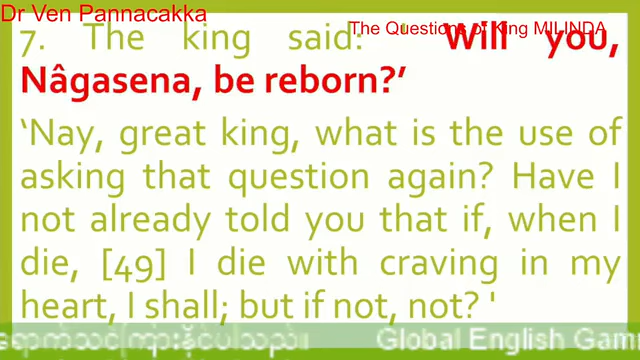 Dr Ven Pannacakka
The Questions of King MILINDA
7. The king said: 'Will you,
Nâgasena, be reborn?'
'Nay, great king, what is the use of
asking that question again? Have I
not already told you that if, when I
die, [49] I die with craving in my
heart, I shall; but if not, not? '
Global English Gam